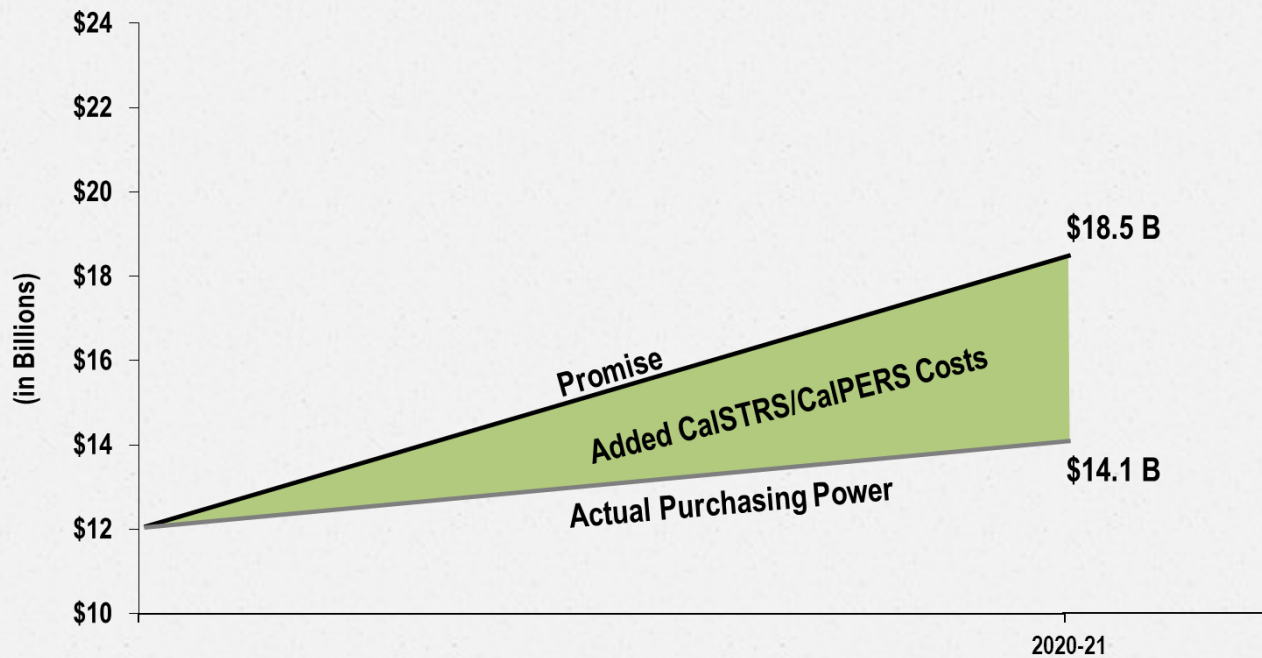 $24
$22
$20
$18.5 B
$18
(in Billions)
$16
Promise
Added CalSTRS/CalPERS Costs
$14
$14.1 B
Actual Purchasing Power
$12
$10
2020-21